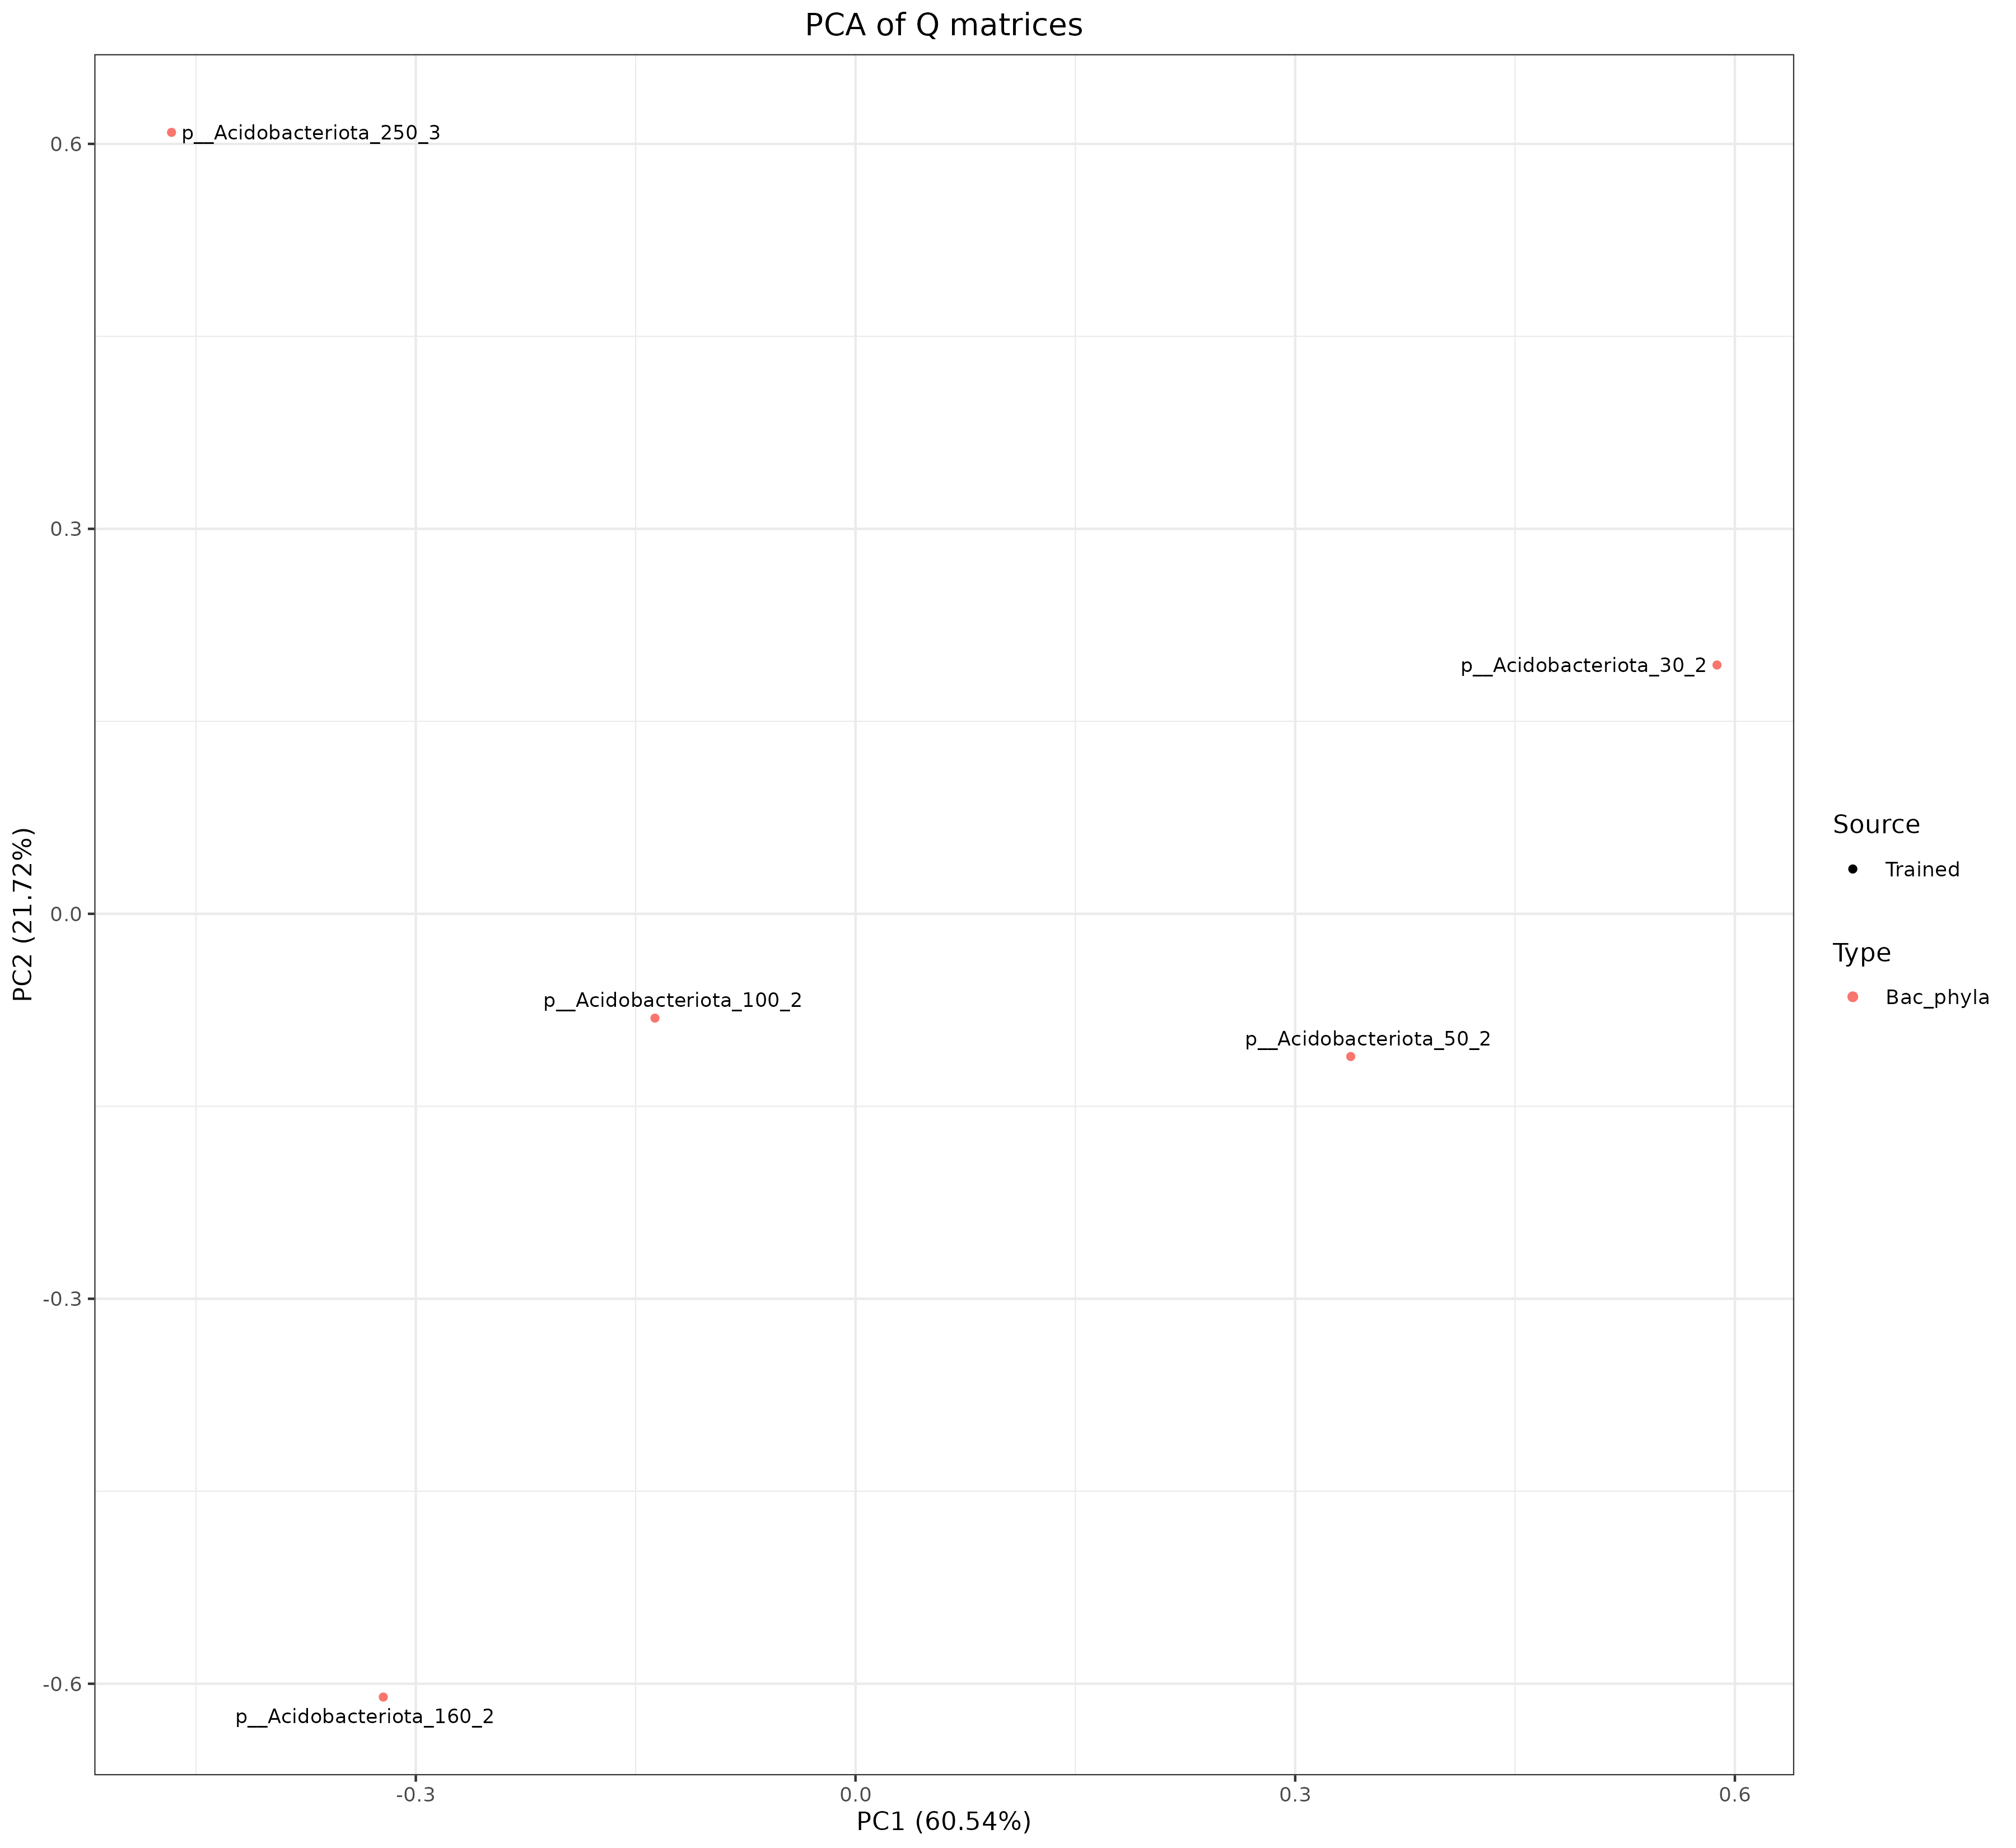 PCA of Q matrices
p__Acidobacteriota_250_3
0.6
0.3
p__Acidobacteriota_30_2
Source
Trained
PC2 (21.72%)
0.0
Type
Bac_phyla
p__Acidobacteriota_100_2
p__Acidobacteriota_50_2
-0.3
-0.6
p__Acidobacteriota_160_2
-0.3
0.0
0.3
0.6
PC1 (60.54%)